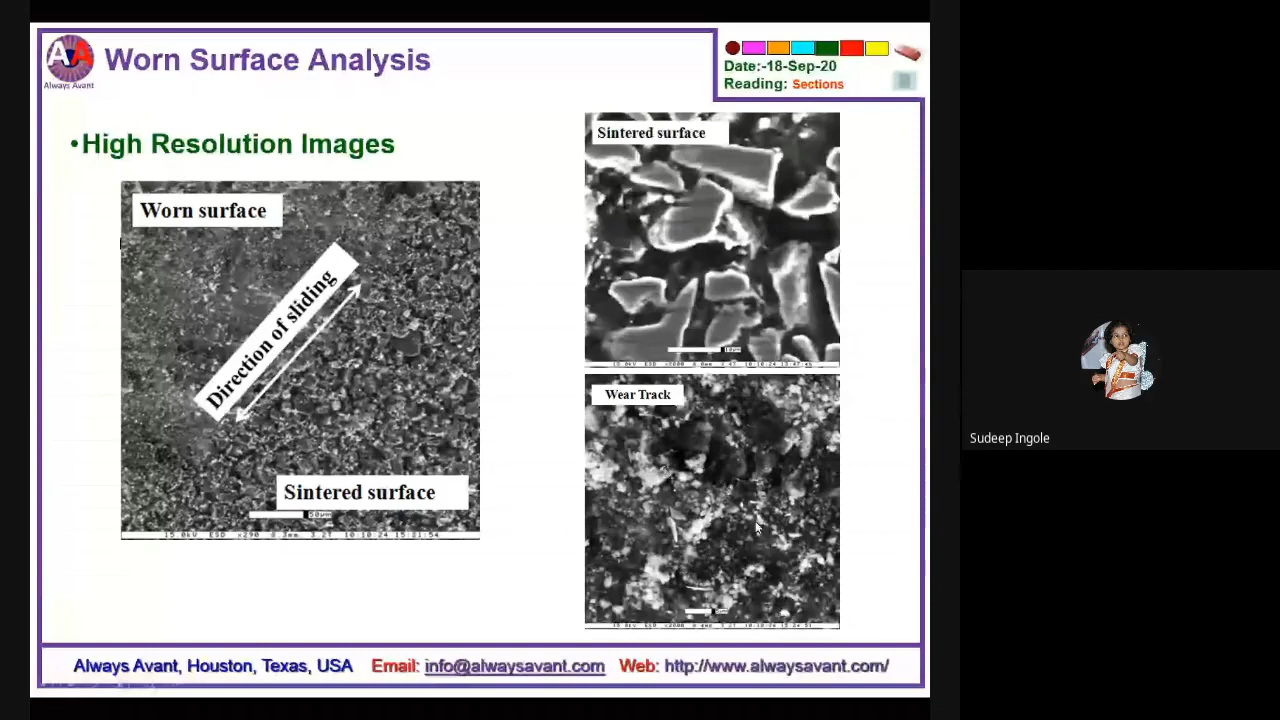 Worn Surface Analysis
Always Avant
Date:-18-Sep-20
Reading: Sections
•High Resolution Images
Worn surface
Direction of sliding
Sintered surface
Sintered surface
Wear Track
Sudeep Ingole
Always Avant, Houston, Texas, USA Email: info@alwaysavant.com Web: http://www.alwaysavant.com/